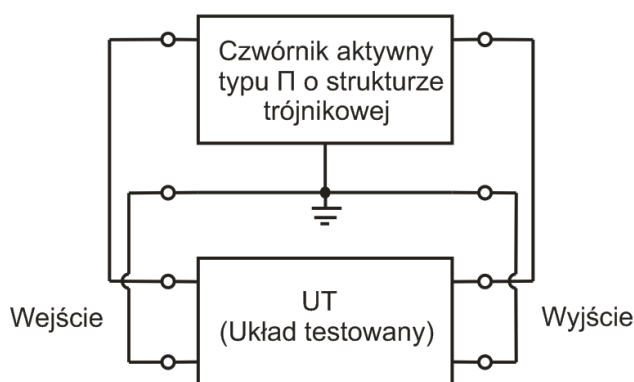 Czwórnik aktywny
typu Π o strukturze
trójnikowej
UT
(Układ testowany)
Wejście
Wyjście